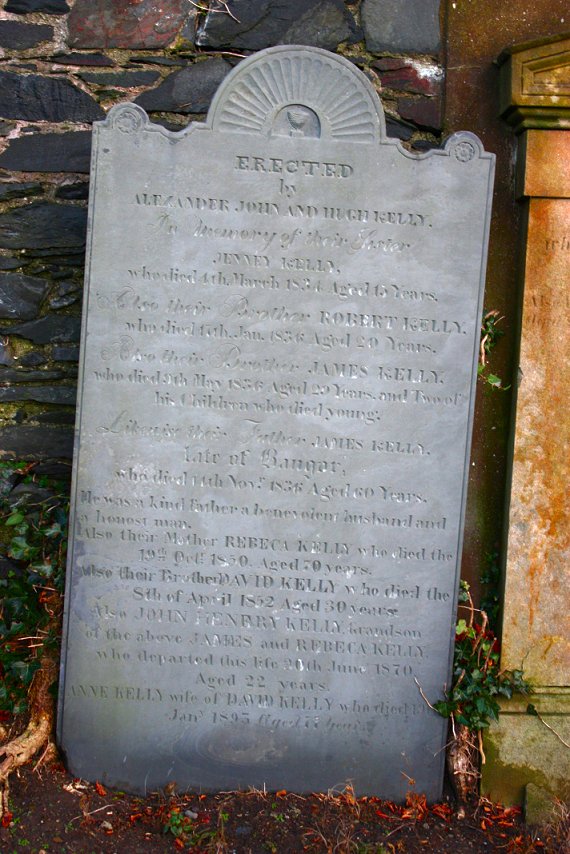 ERECTED
by
ALEXANDER JOHN AND HUGH KELLY,
In Memory of their Sister
JENNEY KELLY,
who died 4th March 1834 Aged 15 Years.
Also their Brother ROBERT KELLY,
who died Jan. 1836 Aged 20 Years.
Also their Brother JAMES KELLY,
who died 9th May 1836 Aged 29 Years and Two of
his Children who died young;
Likewise their Father JAMES KELLY,
late of Bangor,
who died 14th Novr 1836 Aged 60 Years.
He was a kind father a benevolent husband and
a honest man.
Also their Mother REBECA KELLY who died the
19th Octr 1850. Aged 70 years.
Also their Brother DAVID KELLY who died the
8th of April 1852 Aged 30 years
Also JOHN HENRRY KELLY, Grandson
of the above JAMES and REBECA KELLY,
who departed this life 20th June 1870.
Aged 22 years.
ANNE KELLY wife of DAVID KELLY who died
Jany 1893 Aged years